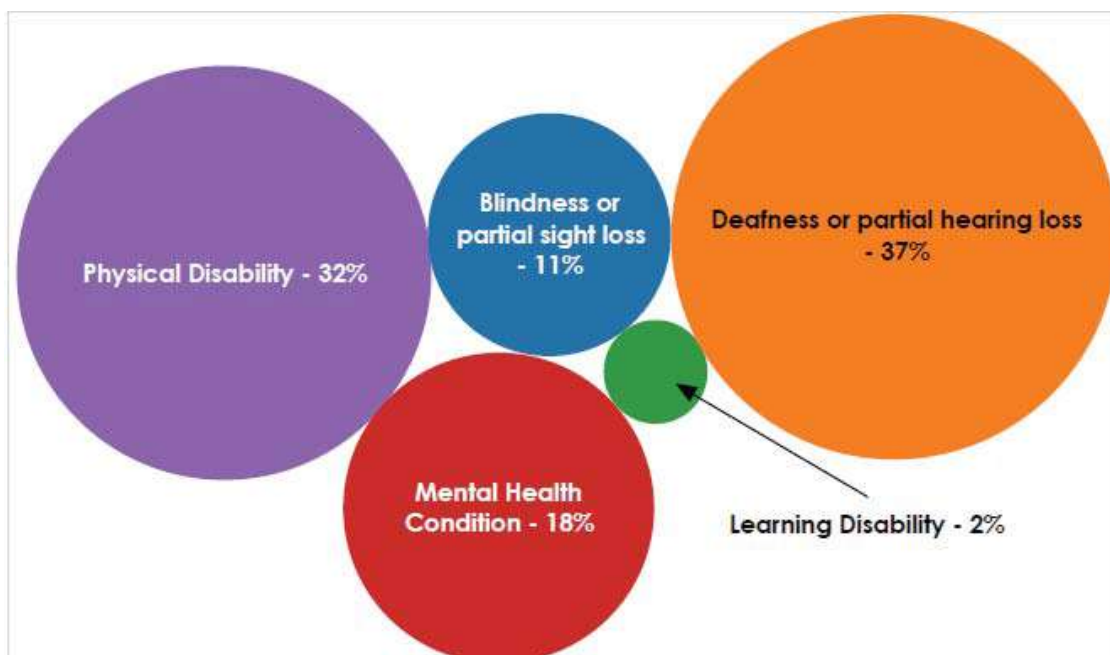 Physical Disability - 32%
Blindness or
partial sight loss
- 11%
Deafness or partial hearing loss
- 37%
Mental Health
Condition - 18%
Learning Disability - 2%